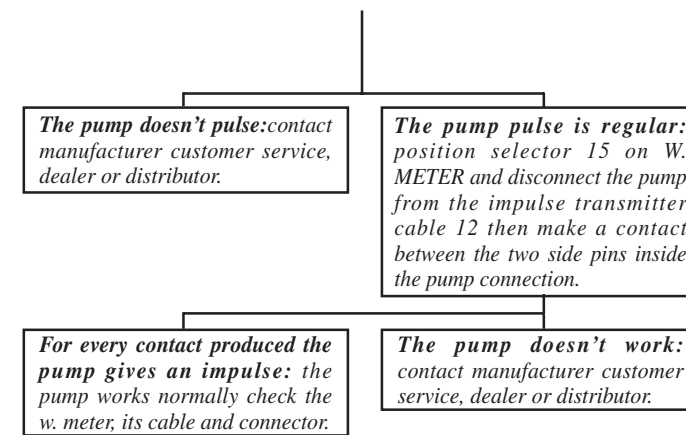 The pump doesn't pulse:contact
manufacturer customer service,
dealer or distributor.
The pump pulse is regular:
position selector 15 on W.
METER and disconnect the pump
from the impulse transmitter
cable 12 then make a contact
between the two side pins inside
the pump connection.
For every contact produced the
pump gives an impulse: the
pump works normally check the
w. meter, its cable and connector.
The pump doesn't work:
contact manufacturer customer
service, dealer or distributor.